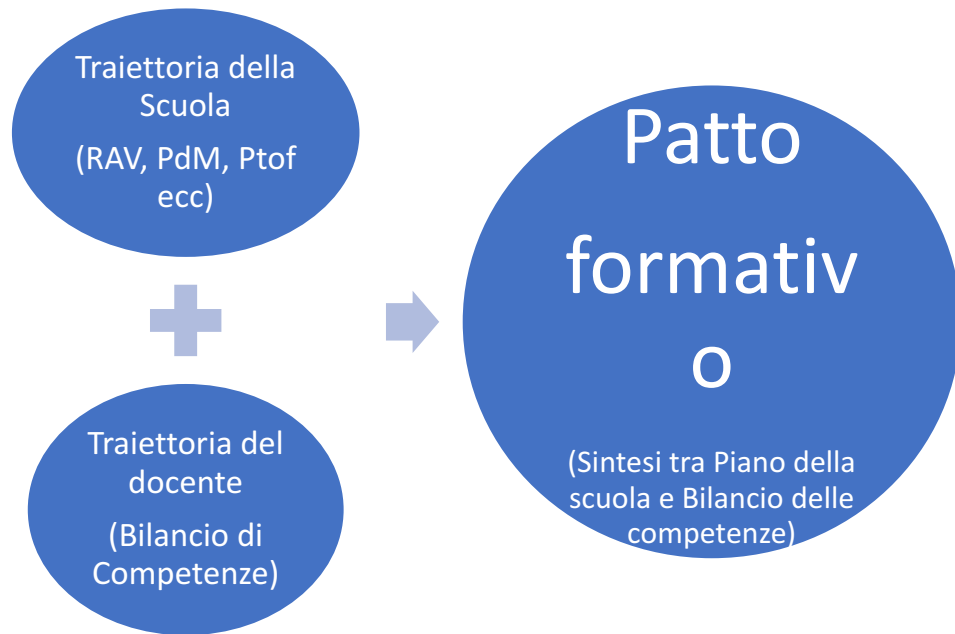 Traiettoria della
Scuola
(RAV, PdM, Ptof
ecc)
Traiettoria del
docente
(Bilancio di
Competenze)
Patto
formativ
o
(Sintesi tra Piano della
scuola e Bilancio delle
competenze)